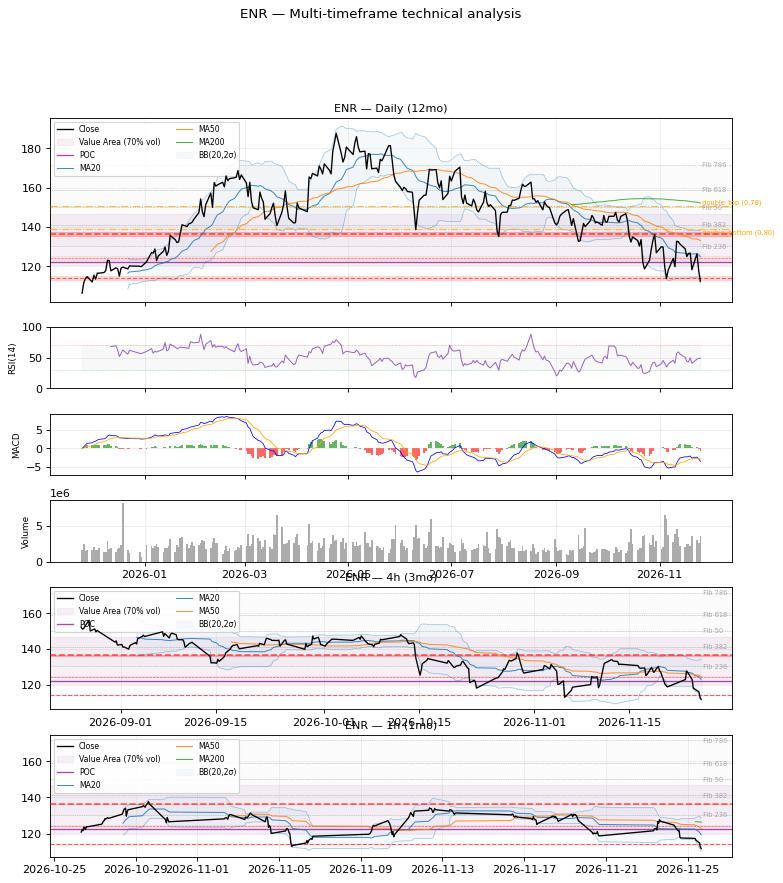 ENR — Multi-timeframe technical analysis
ENR — Daily (12mo)
Close
Value Area (70% vol)
POC
MA20
MA50
MA200
BB(20,2σ)
180
160
140
120
Fib 786
Fib 618
double_top (0.78)
Fib 382
bottom (0.80)
Fib 236
RSI(14)
100
50
0
MACD
5
0
−5
Volume
1e6
5
0
2026-01
2026-03
2026-05
2026-07
2026-09
2026-11
ENR — 4h (3mo)
Close
Value Area (70% vol)
POC
MA20
MA50
BB(20,2σ)
160
140
120
Fib 786
Fib 618
Fib 50
Fib 382
Fib 236
2026-09-01
2026-09-15
2026-10-01
2026-10-15
2026-11-01
2026-11-15
ENR — 1h (1mo)
Close
Value Area (70% vol)
POC
MA20
MA50
MA200
BB(20,2σ)
160
140
120
Fib 786
Fib 618
Fib 50
Fib 382
Fib 236
2026-10-25
2026-10-29
2026-11-01
2026-11-05
2026-11-09
2026-11-13
2026-11-17
2026-11-21
2026-11-25